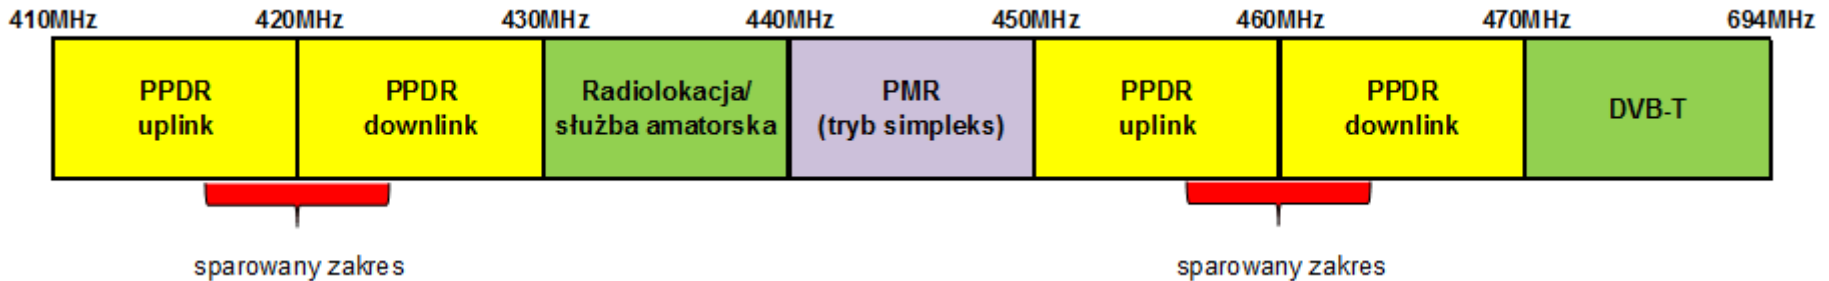 410MHz 420MHz 430MHz 440MHz 450MHz 460MHz 470MHz 694MHz
PPDR
uplink
PPDR
downlink
Radiolokacja/
służba amatorska
PMR
(tryb simpleks)
PPDR
uplink
PPDR
downlink
DVB-T
sparowany zakres
sparowany zakres